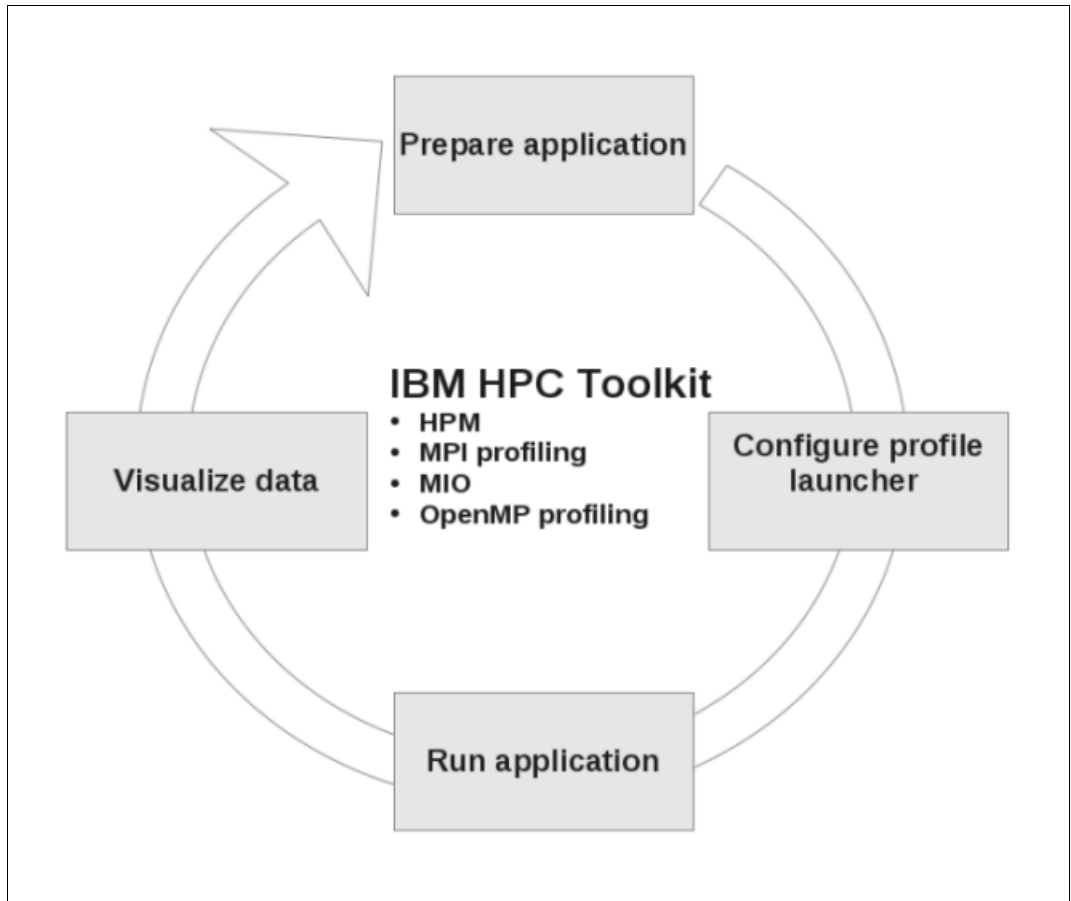 Prepare application
IBM HPC Toolkit
• HPM
• MPI profiling
• MIO
• OpenMP profiling
Configure profile
launcher
Visualize data
Run application